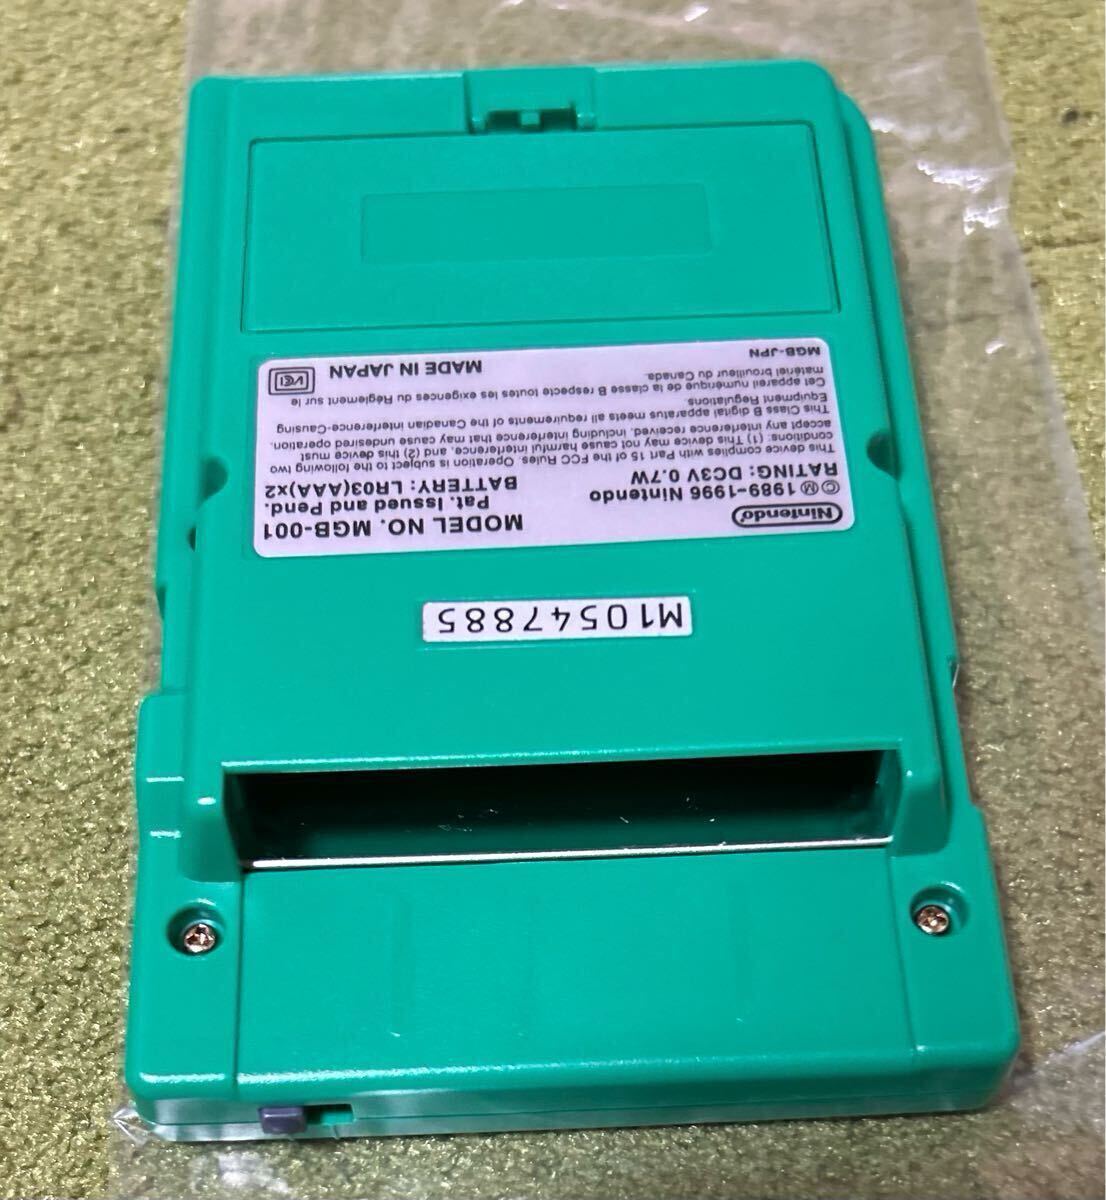 M10547885
Nintendo
MODEL NO. MGB-001
Pat. Issued and Pend.
©Ⓜ1989-1996 Nintendo
BATTERY: LR03(AAA)x2
RATING: DC3V 0.7W
This device complies with Part 15 of the FCC Rules. Operation is subject to the following two
conditions: (1) This device may not cause harmful interference, and (2) this device must
accept any interference received, including interference that may cause undesired operation.
This Class B digital apparatus meets all requirements of the Canadian Interference-Causing
Equipment Regulations.
Cet appareil numérique de la classe B respecte toutes les exigences du Réglement sur le
matériel brouilleur du Canada.
MGB-JPN
MADE IN JAPAN
VCI